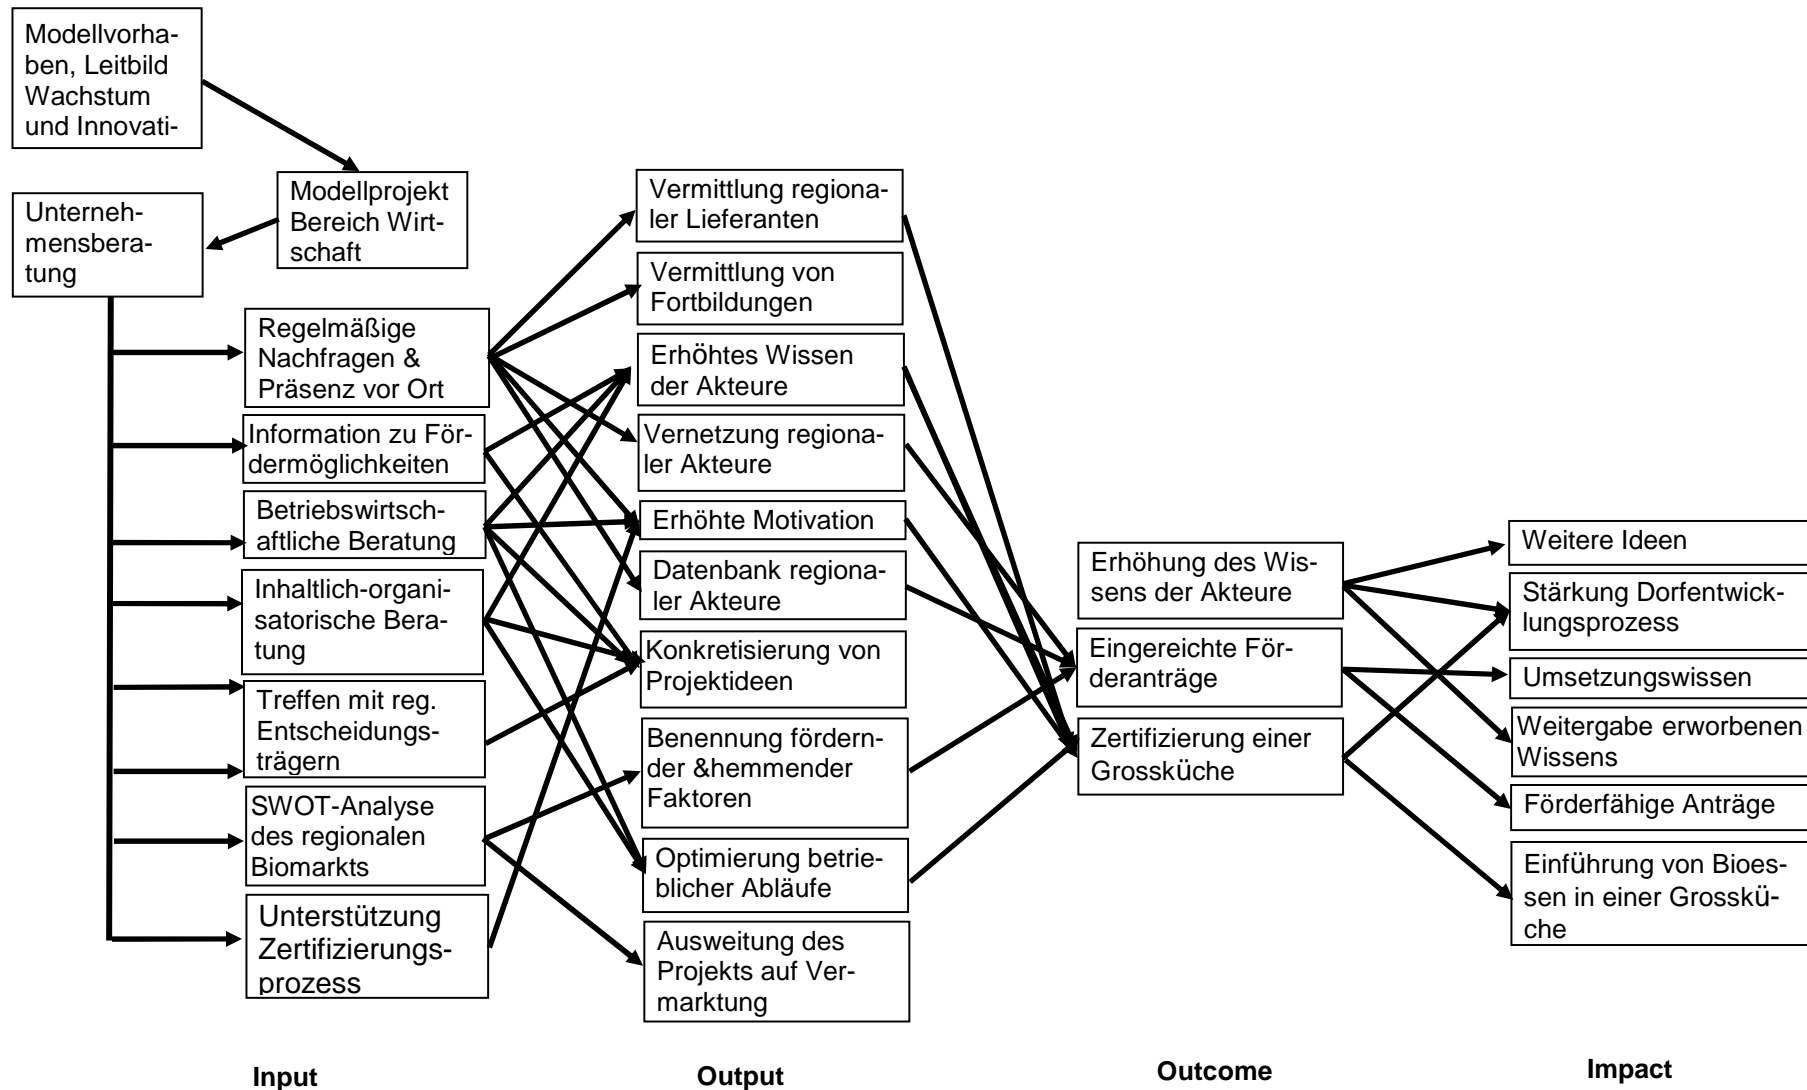 Modellvorha-
ben, Leitbild
Wachstum
und Innovati-
Unterneh-
mensbera-
tung
Modellprojekt
Bereich Wirt-
schaft
Regelmäßige
Nachfragen &
Präsenz vor Ort
Information zu För-
dermöglichkeiten
Betriebswirtsch-
aftliche Beratung
Inhaltlich-organi-
satorische Bera-
tung
Treffen mit reg.
Entscheidungs-
trägern
SWOT-Analyse
des regionalen
Biomarkts
Unterstützung
Zertifizierungs-
prozess
Vermittlung regiona-
ler Lieferanten
Vermittlung von
Fortbildungen
Erhöhtes Wissen
der Akteure
Vernetzung regiona-
ler Akteure
Erhöhte Motivation
Datenbank regiona-
ler Akteure
Konkretisierung von
Projektideen
Benennung fördern-
der &hemmender
Faktoren
Optimierung betrie-
blicher Abläufe
Ausweitung des
Projekts auf Ver-
marktung
Erhöhung des Wis-
sens der Akteure
Eingereichte För-
deranträge
Zertifizierung einer
Grossküche
Weitere Ideen
Stärkung Dorfentwick-
lungsprozess
Umsetzungswissen
Weitergabe erworbenen
Wissens
Förderfähige Anträge
Einführung von Bioes-
sen in einer Grosskü-
che
Input
Output
Outcome
Impact